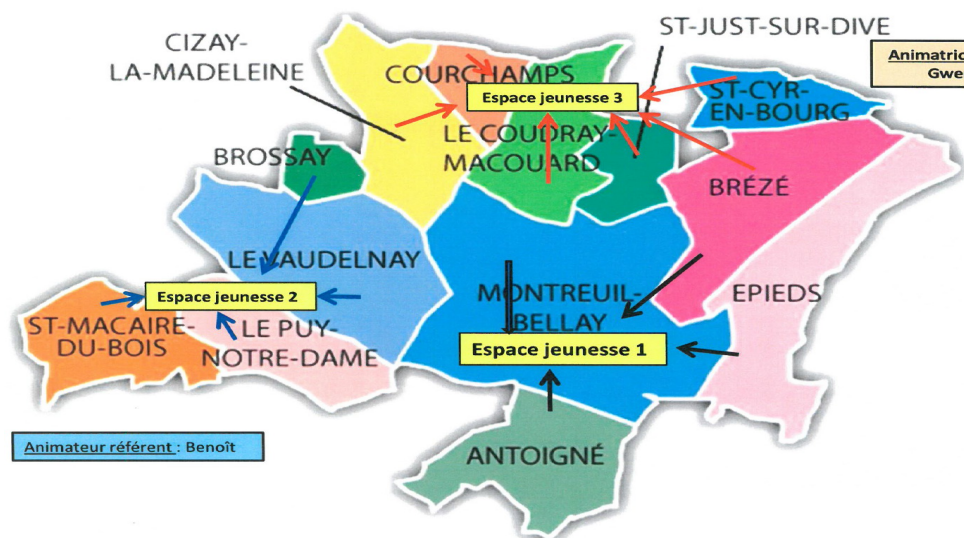 ST-JUST-SUR-DIVE
CIZAY-
LA-MADELEINE
COURCHAMPS
Espace jeunesse 3
ST-CYR-
EN-BOURG
LE COUDRAY-
MACOUARD
BROSSAY
BRÉZÉ
LE VAUDELNAY
Espace jeunesse 2
MONTREUIL-
BELLAY
EPIEDS
ST-MACAIRE-
DU-BOIS
LE PUY-
NOTRE-DAME
Espace jeunesse 1
Animateur référent : Benoît
ANTOIGNÉ